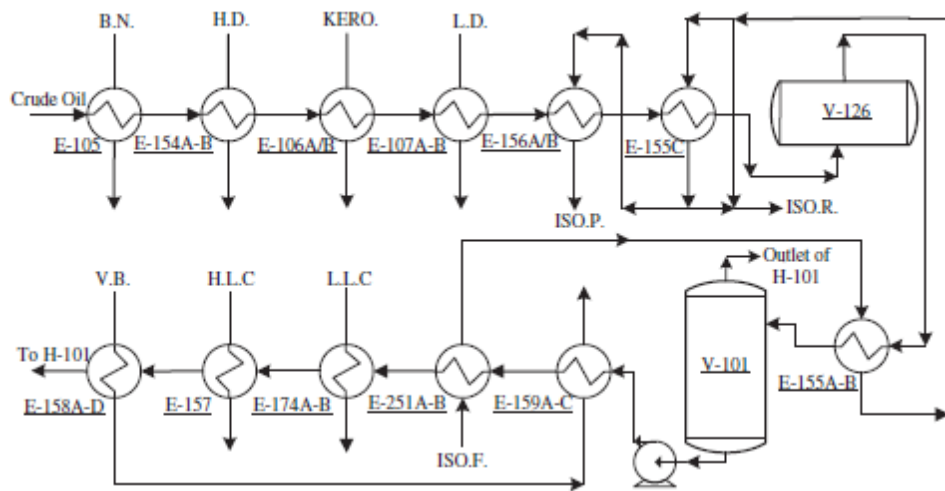 B.N.
H.D.
KERO.
L.D.
Crude Oil
V-126
E-105
E-154A-B
E-106A/B
E-107A-B
E-156A/B
E-155C
ISO.P.
ISO.R.
Outlet of
H-101
V.B.
H.L.C
L.L.C
To H-101
V-101
E-155A-B
E-158A-D
E-157
E-174A-B
E-251A-B
E-159A-C
ISO.F.